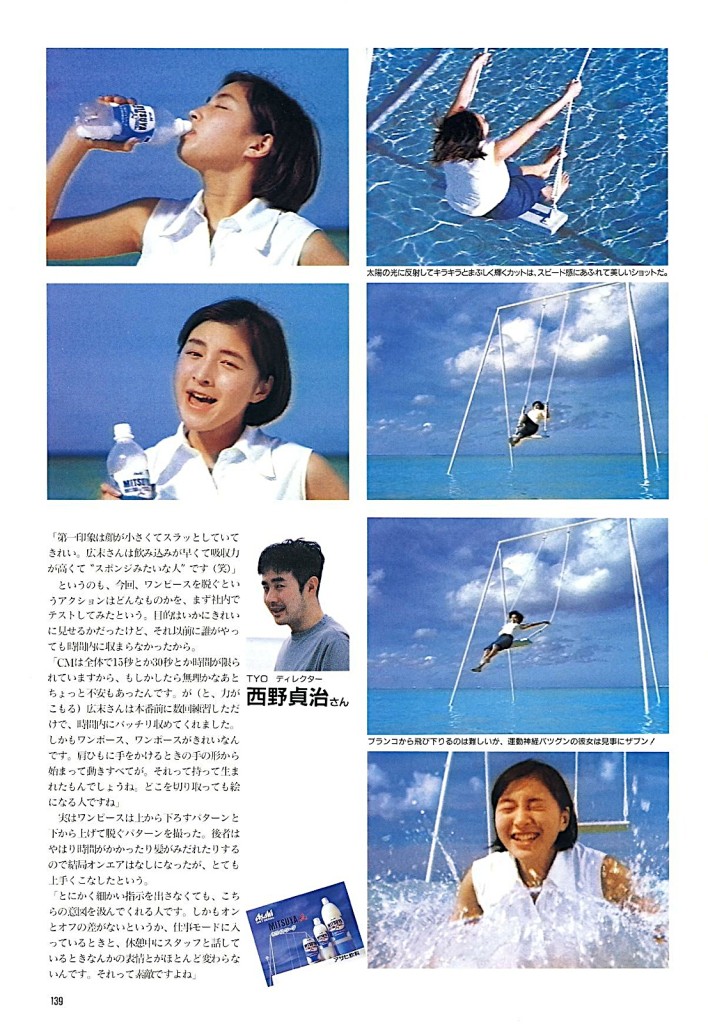 MITSUYA
太陽の光に反射してキラキラとまぶしく輝くカットは、スピード感にあふれて美しいショットだ。
MITSUYA
「第一印象は顔が小さくてスラッとしていて
きれい。広末さんは飲み込みが早くて吸収力
が高くて“スポンジみたいな人”です（笑）」
　というのも、今回、ワンピースを脱ぐとい
うアクションはどんなものかを、まず社内で
テストしてみたという。目的はいかにきれい
に見せるかだったけど、それ以前に誰がやっ
ても時間内に収まらなかったから。
「CMは全体で15秒とか30秒とか時間が限ら
れていますから、もしかしたら無理かなあと
ちょっと不安もあったんです。が（と、力が
こもる）広末さんは本番前に数回練習しただ
けで、時間内にバッチリ収めてくれました。
しかもワンポーズ、ワンポーズがきれいなん
です。肩ひもに手をかけるときの手の形から
始まって動きすべてが。それって持って生ま
れたもんでしょうね。どこを切り取っても絵
になる人ですね」
　実はワンピースは上から下ろすパターンと
下から上げて脱ぐパターンを撮った。後者は
やはり時間がかかったり髪がみだれたりする
ので結局オンエアはなしになったが、とても
上手くこなしたという。
「とにかく細かい指示を出さなくても、こち
らの意図を汲んでくれる人です。しかもオン
とオフの差がないというか、仕事モードに入
っているときと、休憩中にスタッフと話して
いるときなんかの表情とがほとんど変わらな
いんです。それって素敵ですよね」
TYO　ディレクター
西野貞治さん
ブランコから飛び下りるのは難しいが、運動神経バツグンの彼女は見事にザブン！
Asahi
MITSUYA
アサヒ飲料
139